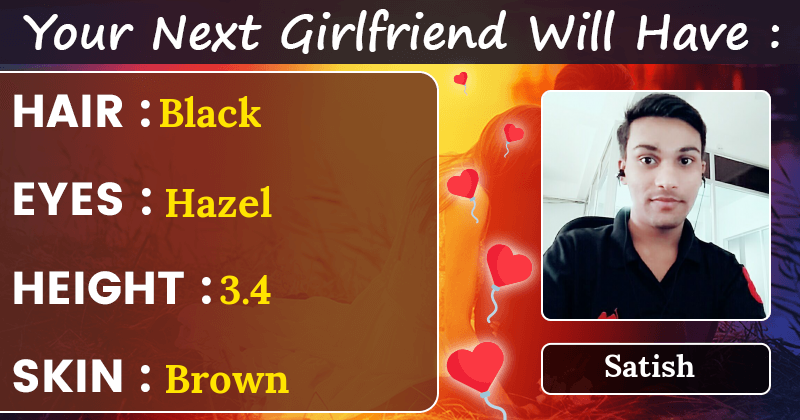 Your Next Girlfriend Will Have :
HAIR : Black
EYES : Hazel
HEIGHT : 3.4
SKIN : Brown
Satish